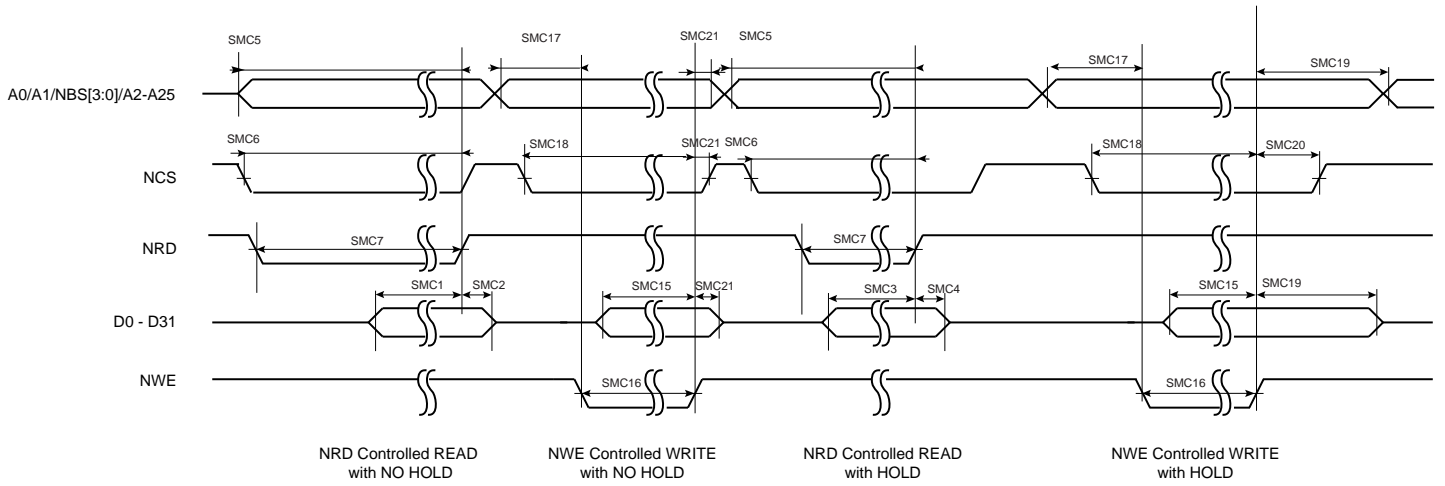 SMC5 SMC17 SMC21 SMC5 SMC17 SMC19
A0/A1/NBS[3:0]/A2-A25
SMC6 SMC18 SMC21 SMC6 SMC18 SMC20
NCS
SMC7 SMC7
NRD
SMC1 SMC2 SMC15 SMC21 SMC3 SMC4 SMC15 SMC19
D0 - D31
NWE
SMC16 SMC16
NRD Controlled READ
with NO HOLD
NWE Controlled WRITE
with NO HOLD
NRD Controlled READ
with HOLD
NWE Controlled WRITE
with HOLD